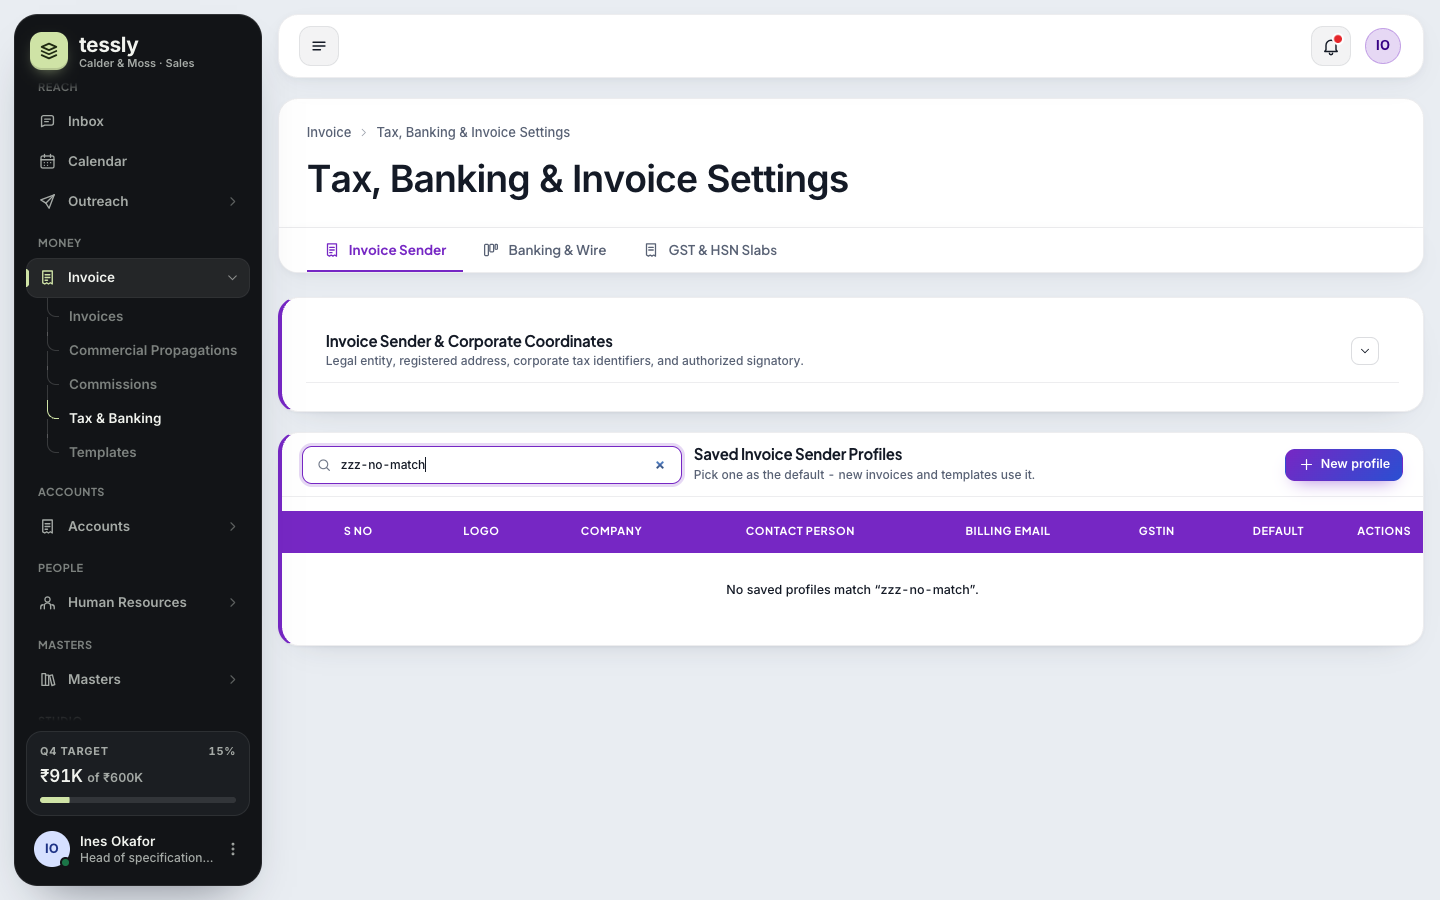 tessly
Calder & Moss · Sales
REACH
Inbox
Calendar
Outreach
MONEY
Invoice
Invoices
Commercial Propagations
Commissions
Tax & Banking
Templates
ACCOUNTS
Accounts
PEOPLE
Human Resources
MASTERS
Masters
Q4 TARGET 15%
₹91K of ₹600K
IO
Ines Okafor
Head of specification...
IO
Invoice > Tax, Banking & Invoice Settings
Tax, Banking & Invoice Settings
Invoice Sender Banking & Wire GST & HSN Slabs
Invoice Sender & Corporate Coordinates
Legal entity, registered address, corporate tax identifiers, and authorized signatory.
zzz-no-match
Saved Invoice Sender Profiles
Pick one as the default - new invoices and templates use it.
New profile
S NO LOGO COMPANY CONTACT PERSON BILLING EMAIL GSTIN DEFAULT ACTIONS
No saved profiles match “zzz-no-match”.